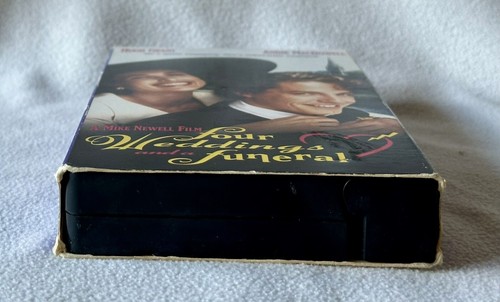 A MIKE NEWELL FILM
Four
Weddings
and a
Funeral